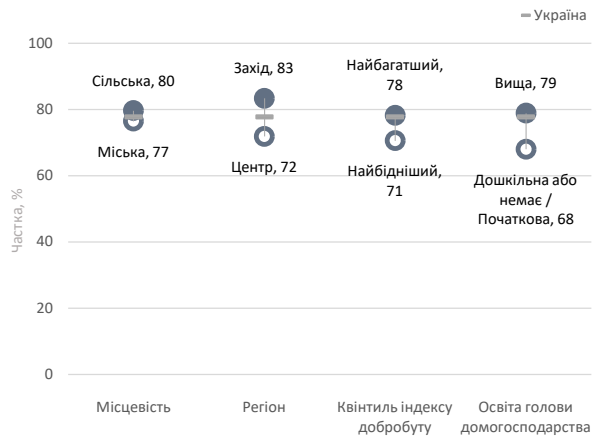 Україна
100
80
60
40
20
0
Частка, %
Сільська, 80
Міська, 77
Захід, 83
Центр, 72
Найбагатший,
78
Найбідніший,
71
Вища, 79
Дошкільна або
немає /
Початкова, 68
Місцевість
Регіон
Квінтиль індексу
добробуту
Освіта голови
домогосподарства